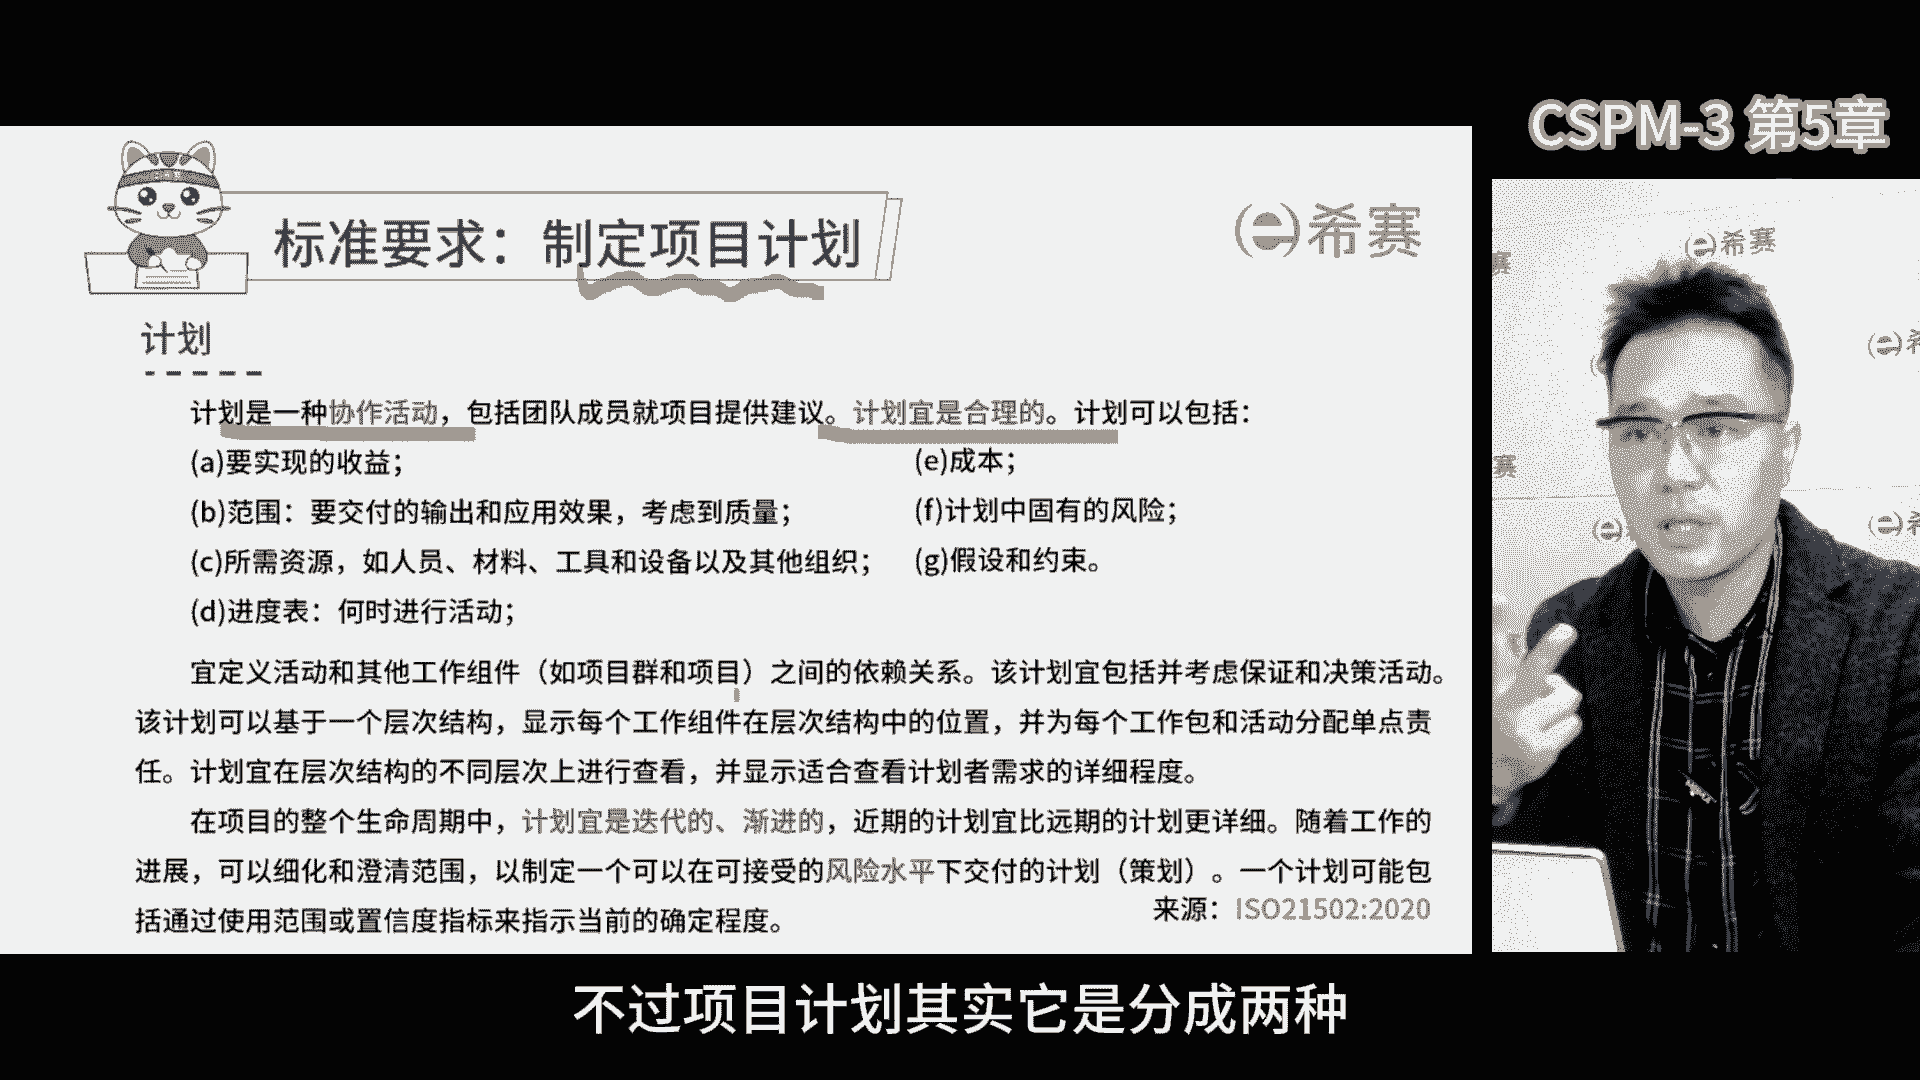 CSPM-3 第5章
标准要求：制定项目计划
希赛
计划
计划是一种协作活动，包括团队成员就项目提供建议。计划宜是合理的。计划可以包括：
(a)要实现的收益；
(e)成本；
(b)范围：要交付的输出和应用效果，考虑到质量；
(f)计划中固有的风险；
(c)所需资源，如人员、材料、工具和设备以及其他组织；
(g)假设和约束。
(d)进度表：何时进行活动；
宜定义活动和其他工作组件（如项目群和项目）之间的依赖关系。该计划宜包括并考虑保证和决策活动。
该计划可以基于一个层次结构，显示每个工作组件在层次结构中的位置，并为每个工作包和活动分配单点责
任。计划宜在层次结构的不同层次上进行查看，并显示适合查看计划者需求的详细程度。
在项目的整个生命周期中，计划宜是迭代的、渐进的，近期的计划宜比远期的计划更详细。随着工作的
进展，可以细化和澄清范围，以制定一个可以在可接受的风险水平下交付的计划（策划）。一个计划可能包
括通过使用范围或置信度指标来指示当前的确定程度。
来源：ISO21502:2020
希赛
赛
希
赛
希
不过项目计划其实它是分成两种